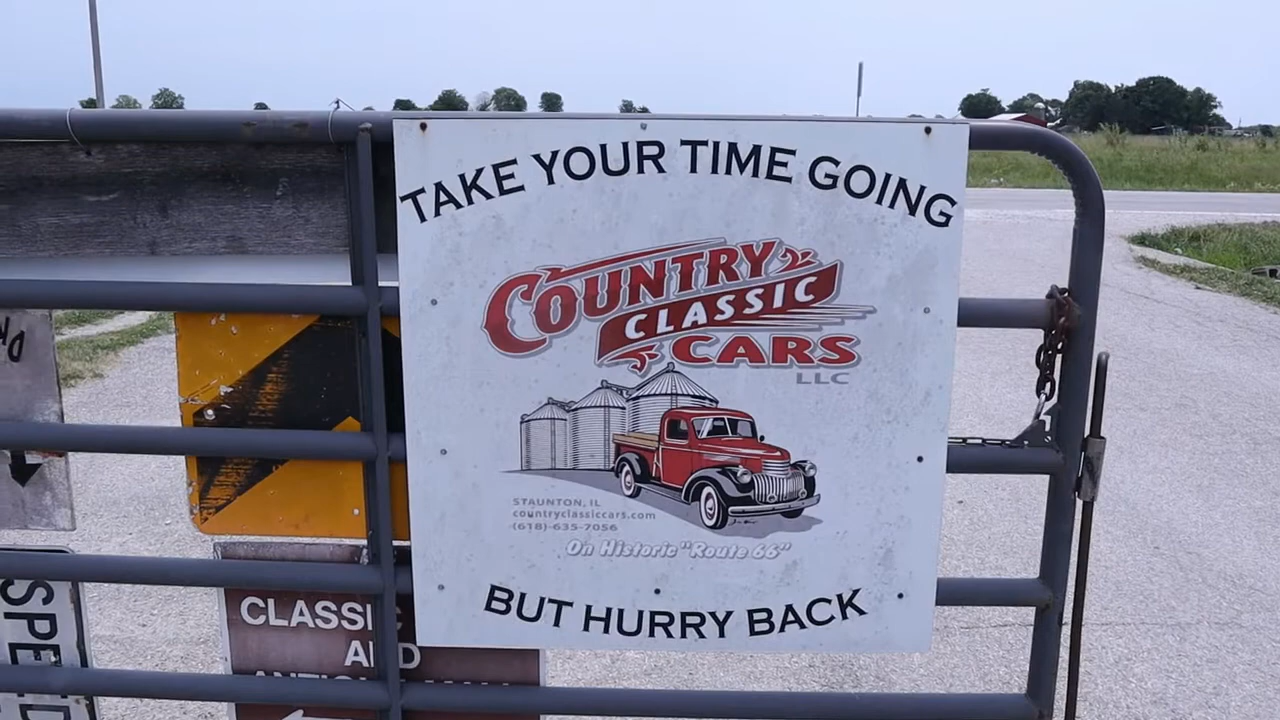 TAKE YOUR TIME GOING
COUNTRY
CLASSIC
CARS
LLC
STAUNTON, IL
countryclassiccars.com
(618)-635-7056
On Historic "Route 66"
BUT HURRY BACK
CLASSIC
AND
SPEED